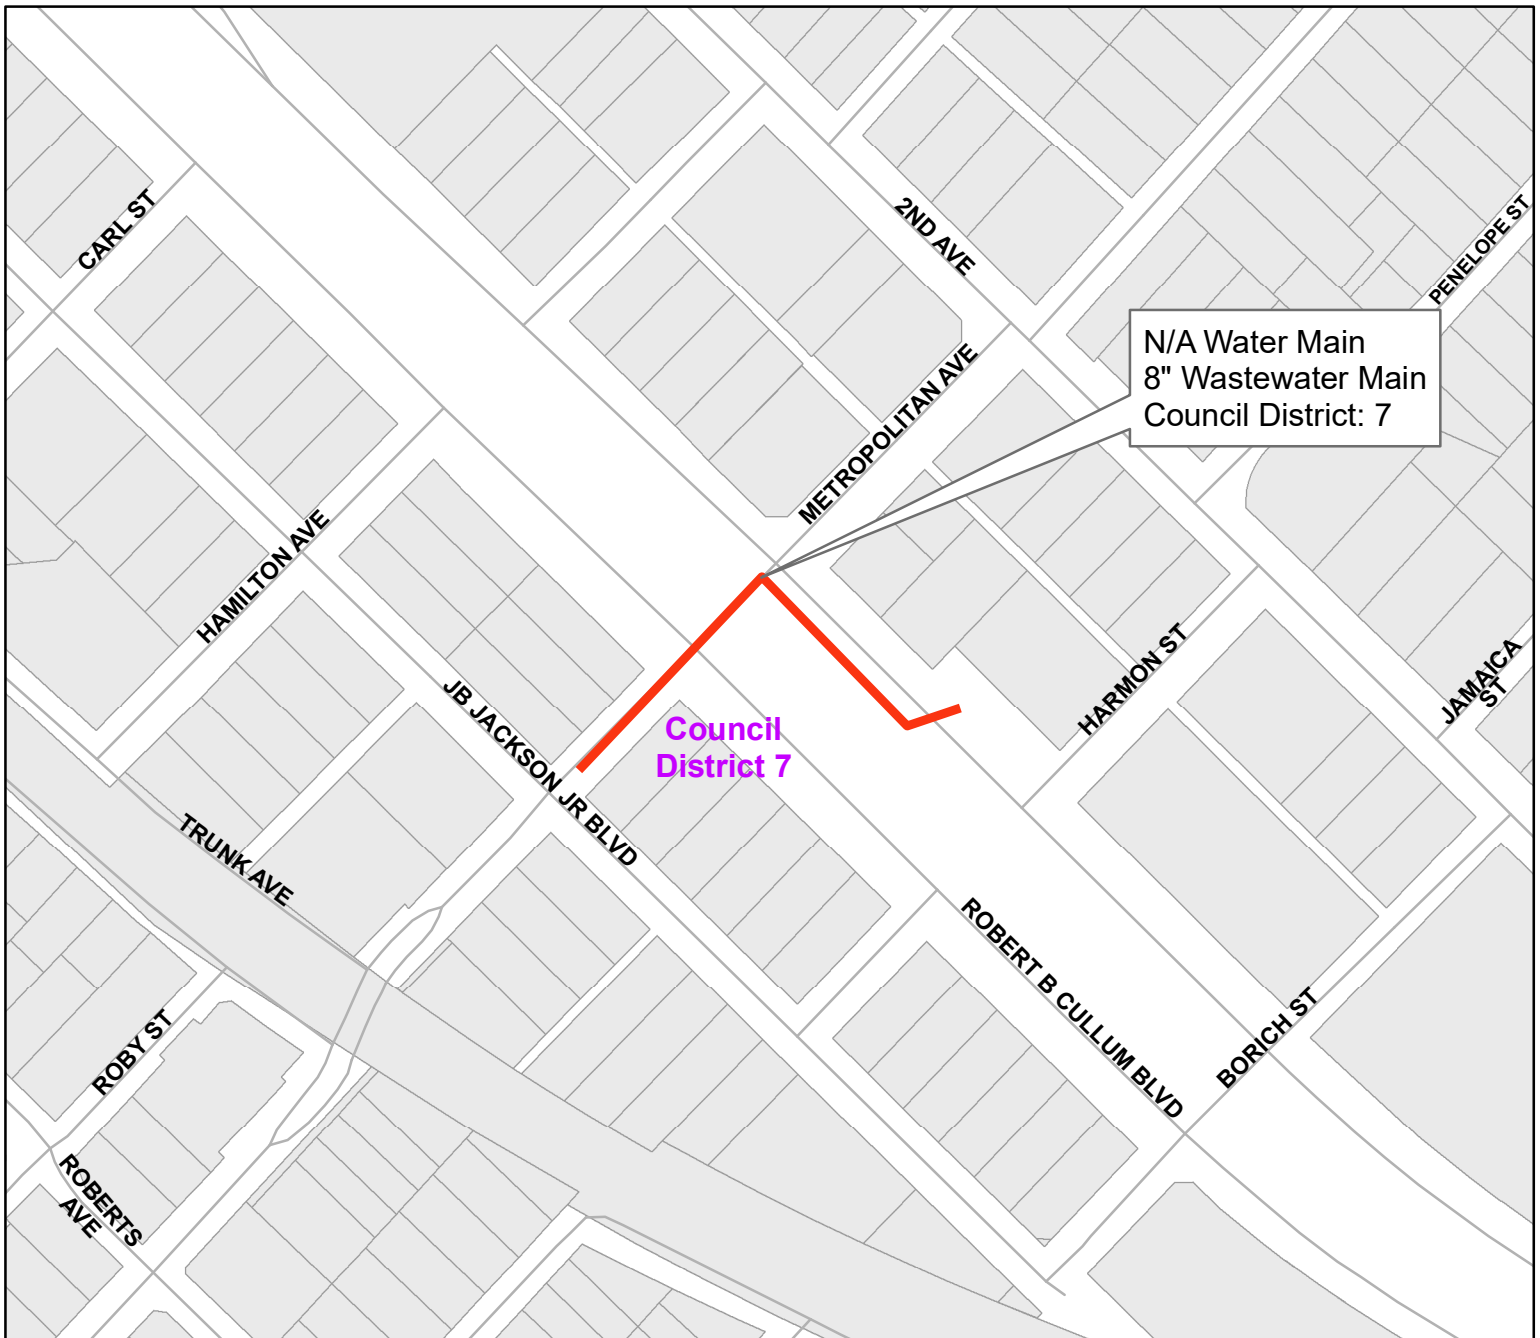 CARL ST
2ND AVE
PENELOPE ST
N/A Water Main
8" Wastewater Main
Council District: 7
METROPOLITAN AVE
HAMILTON AVE
HARMON ST
JAMAICA
ST
JB JACKSON JR BLVD
Council
District 7
TRUNK AVE
ROBERT B CULLUM BLVD
BORICH ST
ROBY ST
ROBERTS
AVE